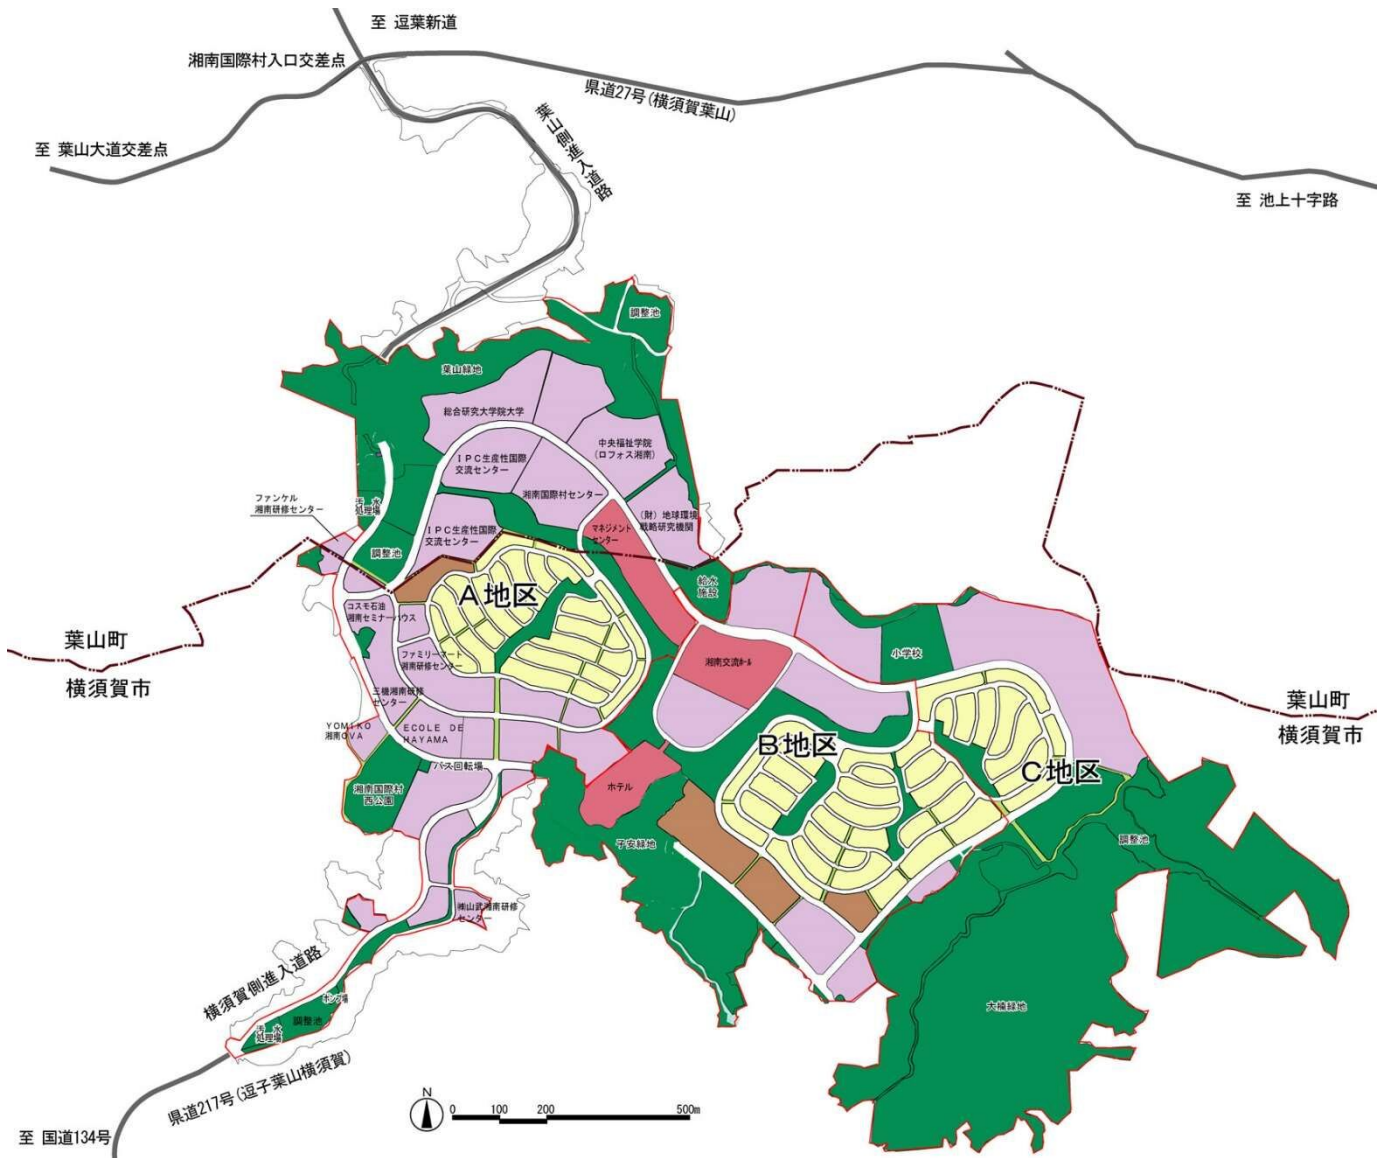 至 逗葉新道
湘南国際村入口交差点
県道27号(横須賀葉山)
至 葉山大道交差点
葉山側進入道路
至 池上十字路
調整池
葉山緑地
総合研究大学院大学
中央福祉学院
(ロフォス湘南)
IPC生産性国際
交流センター
湘南国際村センター
ファンケル
湘南研修センター
汚水
処理場
IPC生産性国際
交流センター
(財)地球環境
戦略研究機関
マネジメント
センター
調整池
給水
施設
A地区
コスモ石油
湘南セミナーハウス
葉山町
横須賀市
ファミリーマート
湘南研修センター
湘南交流ホール
小学校
三機湘南研修
センター
葉山町
横須賀市
YOMIKO
湘南OVA
ECOLE DE
HAYAMA
B地区
C地区
バス回転場
湘南国際村
西公園
ホテル
子安緑地
調整池
㈱山武湘南研修
センター
横須賀側進入道路
ポンプ場
調整池
汚水
処理場
大楠緑地
県道217号(逗子葉山横須賀)
至 国道134号
N
0 100 200 500m